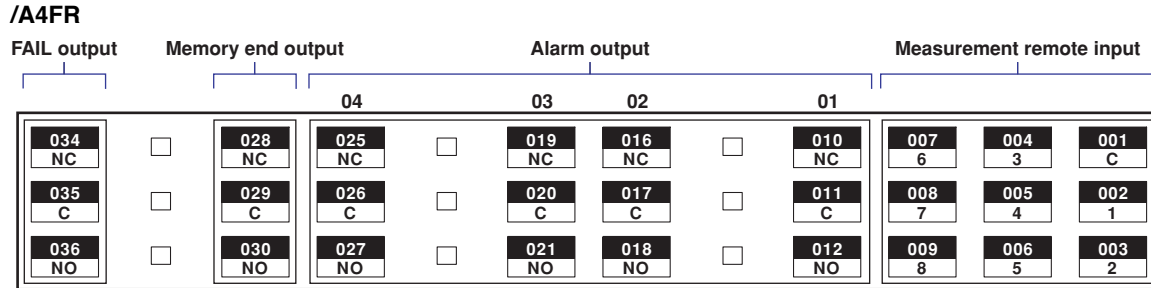 /A4FR
FAIL output Memory end output Alarm output Measurement remote input
04 03 02 01
034 028 025 019 016 010 007 004 001
NC NC NC NC NC NC 6 3 C
035 029 026 020 017 011 008 005 002
C C C C C C 7 4 1
036 030 027 021 018 012 009 006 003
NO NO NO NO NO NO 8 5 2